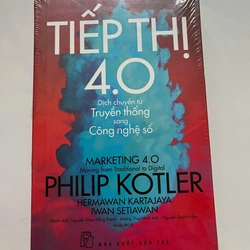 TIẾP THỊ
4.0
Dịch chuyển từ
Truyền thống
sang
Công nghệ số
MARKETING 4.0
Moving from Traditional to Digital
PHILIP KOTLER
HERMAWAN KARTAJAYA
IWAN SETIAWAN
NHÀ XUẤT BẢN TRẺ